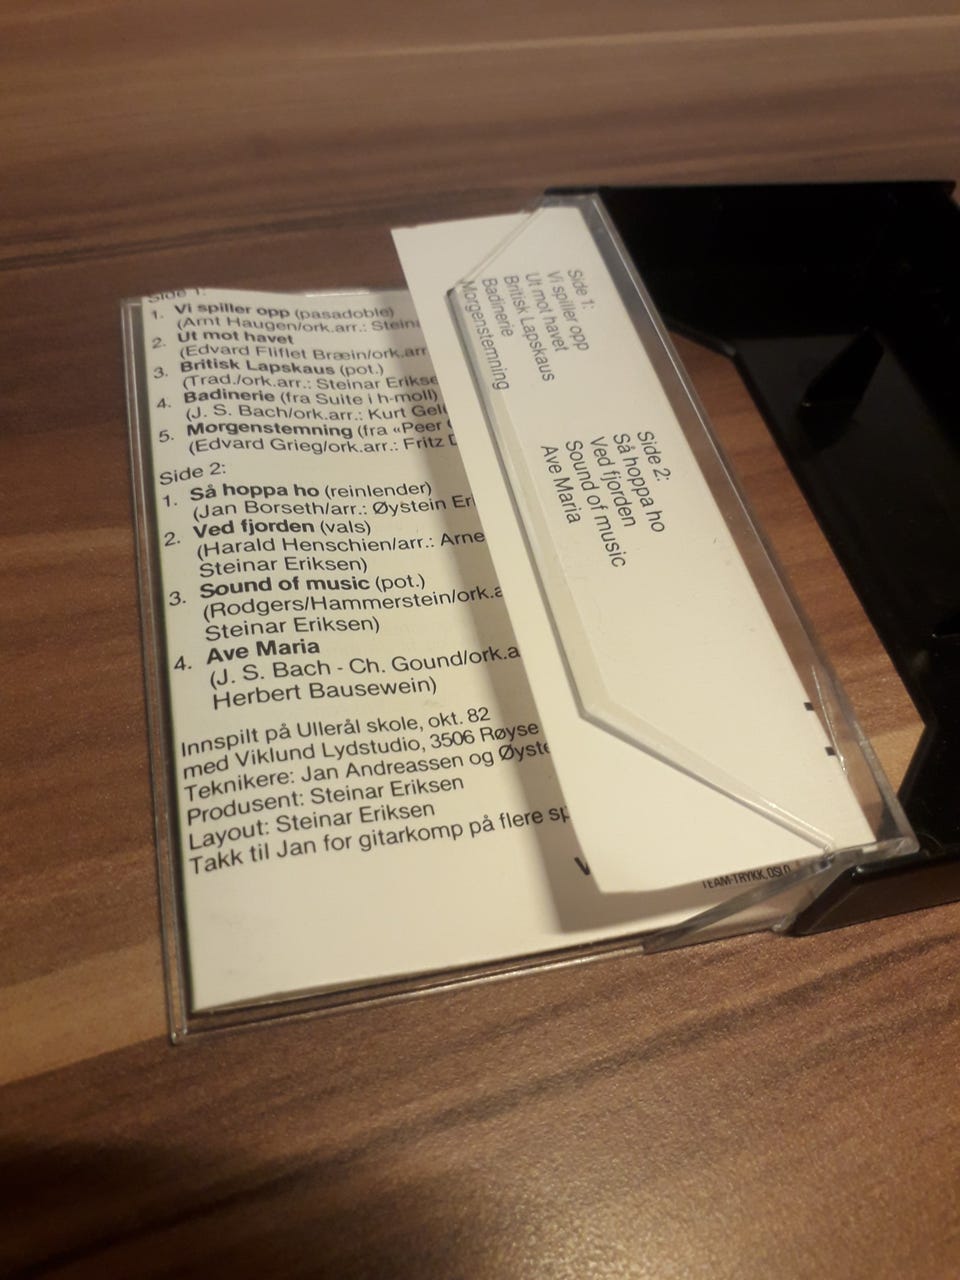 Side 1:
1. Vi spiller opp (pasadoble)
(Arnt Haugen/ork.arr.:
2. Ut mot havet
(Edvard Fliflet Bræin/ork.arr
3. Britisk Lapskaus (pot.)
(Trad./ork.arr.: Steinar
4. Badinerie (fra Suite i h-moll)
(J. S. Bach/ork.arr.: Kurt
5. Morgenstemning (fra «Peer
(Edvard Grieg/ork.arr.: Fritz
Side 2:
1. Så hoppa ho (reinlender)
(Jan Borseth/arr.: Øystein
2. Ved fjorden (vals)
(Harald Henschien/arr.: Arne
Steinar Eriksen)
3. Sound of music (pot.)
(Rodgers/Hammerstein/ork.a
Steinar Eriksen)
4. Ave Maria
(J. S. Bach - Ch. Gound/ork.a
Herbert Bausewein)
Innspilt på Ullerål skole, okt. 82
med Viklund Lydstudio, 3506 Røyse
Teknikere: Jan Andreassen og
Produsent: Steinar Eriksen
Layout: Steinar Eriksen
Takk til Jan for gitarkomp på flere
TEAM-TRYKK, OSLO
Side 1:
Vi spiller opp
Ut mot havet
Britisk Lapskaus
Badinerie
Morgenstemning
Side 2:
Så hoppa ho
Ved fjorden
Sound of music
Ave Maria